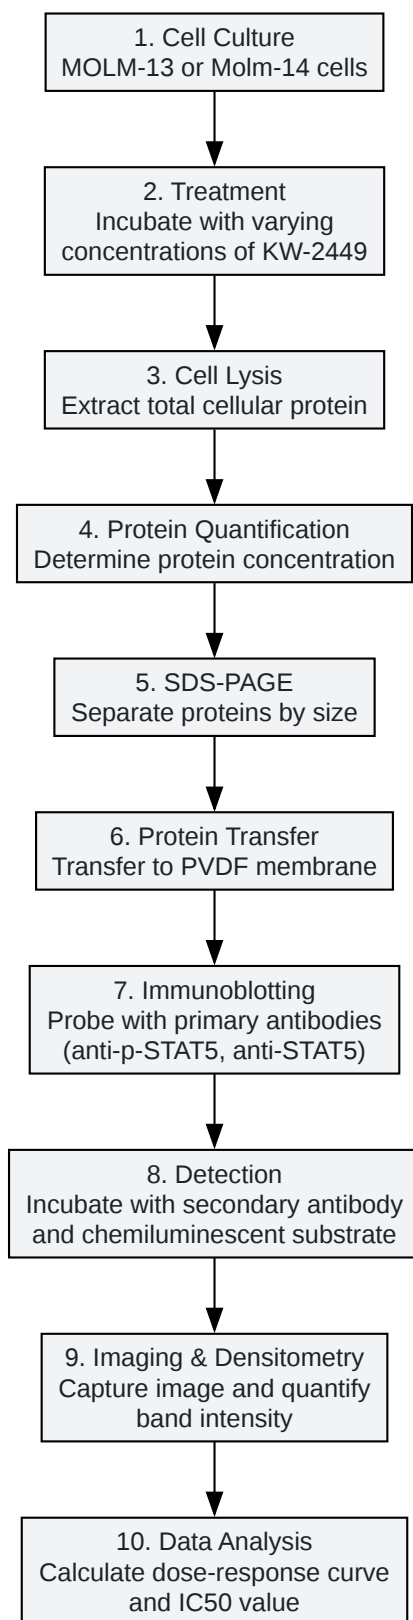 1. Cell Culture
MOLM-13 or Molm-14 cells
2. Treatment
Incubate with varying
concentrations of KW-2449
3. Cell Lysis
Extract total cellular protein
4. Protein Quantification
Determine protein concentration
5. SDS-PAGE
Separate proteins by size
6. Protein Transfer
Transfer to PVDF membrane
7. Immunoblotting
Probe with primary antibodies
(anti-p-STAT5, anti-STAT5)
8. Detection
Incubate with secondary antibody
and chemiluminescent substrate
9. Imaging & Densitometry
Capture image and quantify
band intensity
10. Data Analysis
Calculate dose-response curve
and IC50 value